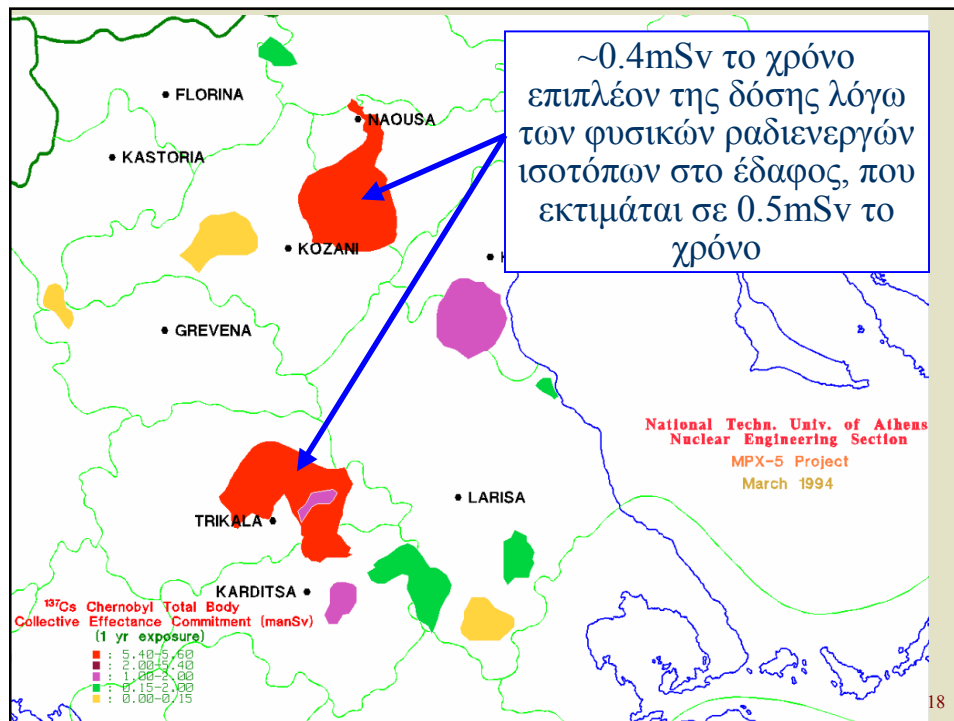 ~0.4mSv το χρόνο
επιπλέον της δόσης λόγω
των φυσικών ραδιενεργών
ισοτόπων στο έδαφος, που
εκτιμάται σε 0.5mSv το
χρόνο
FLORINA
NAOUSA
KASTORIA
KOZANI
K
GREVENA
National Techn. Univ. of Athens
Nuclear Engineering Section
MPX-5 Project
March 1994
LARISA
TRIKALA
KARDITSA
¹³⁷Cs Chernobyl Total Body
Collective Effectance Commitment (manSv)
(1 yr exposure)
: 5.40-5.60
: 2.00-5.40
: 1.00-2.00
: 0.15-2.00
: 0.00-0.15
18